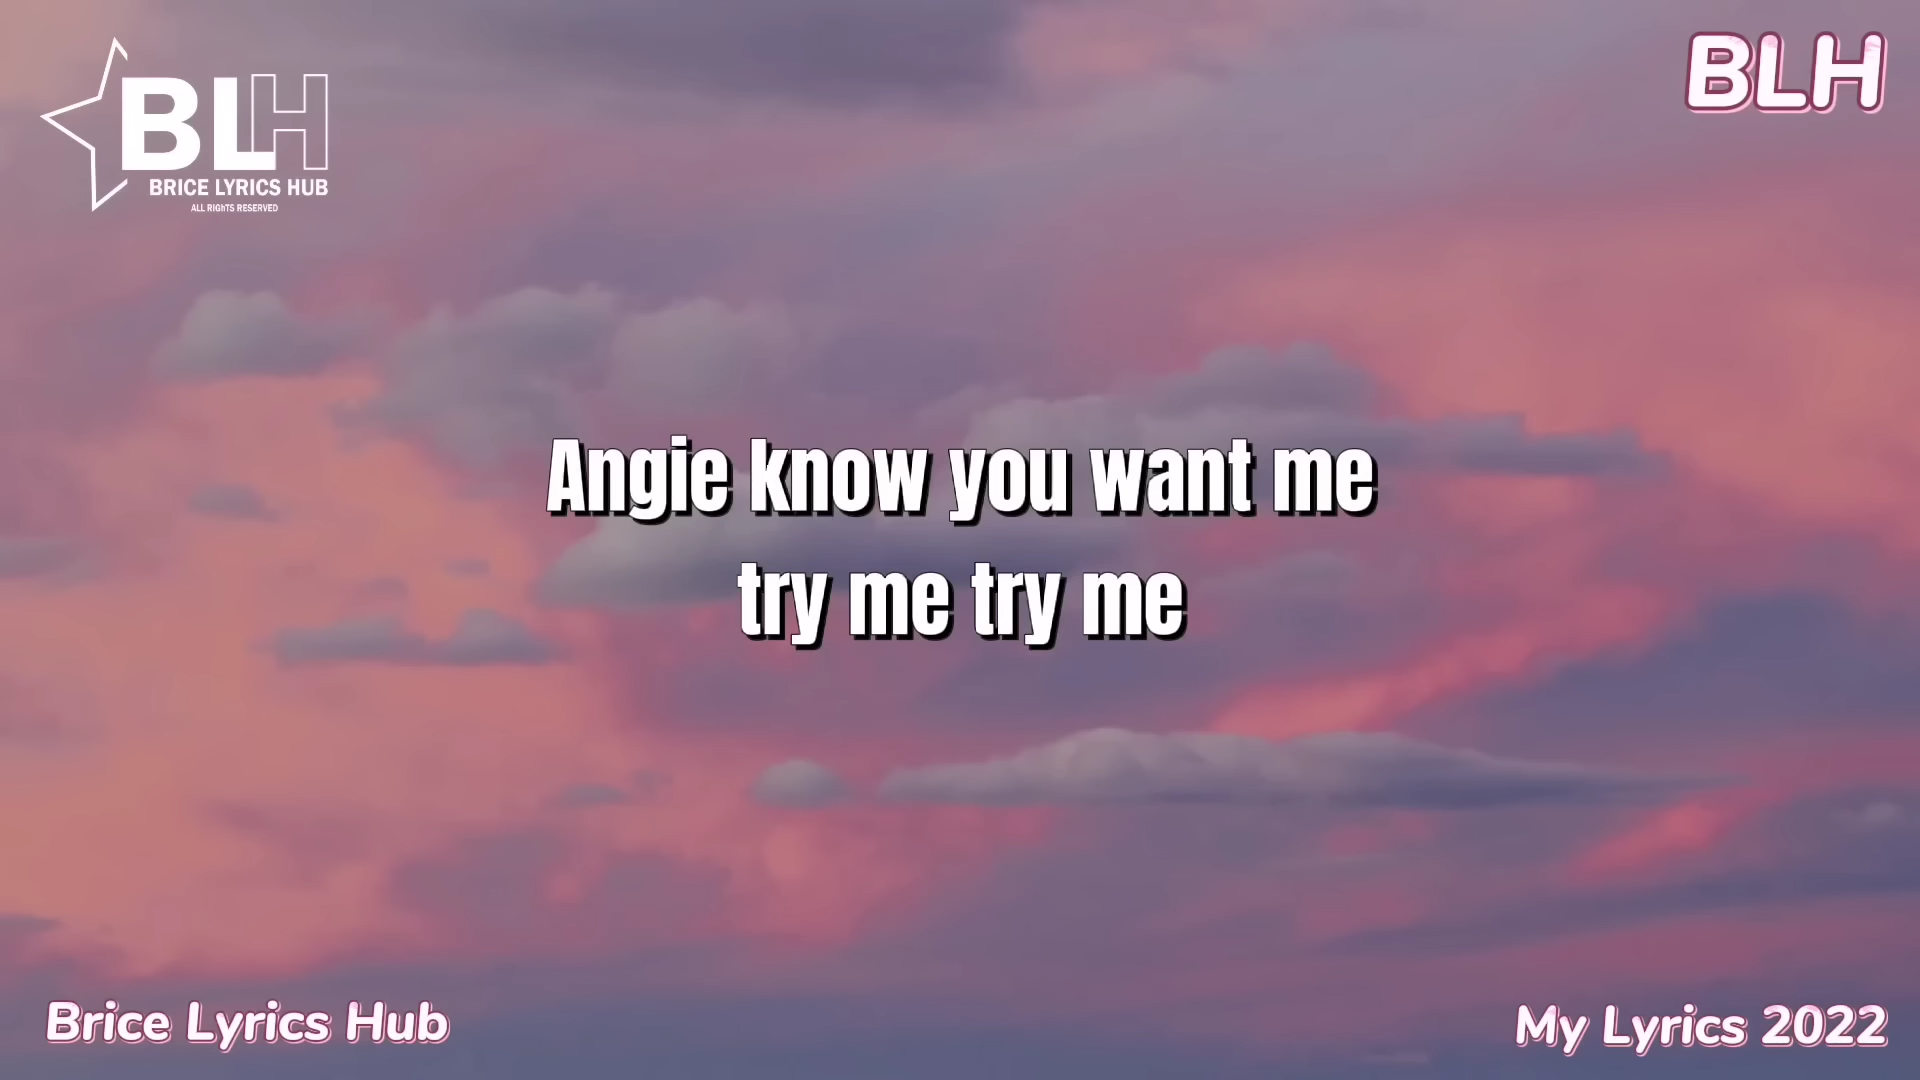 BLH
BRICE LYRICS HUB
ALL RIGHTS RESERVED
BLH
Angie know you want me
try me try me
Brice Lyrics Hub
My Lyrics 2022